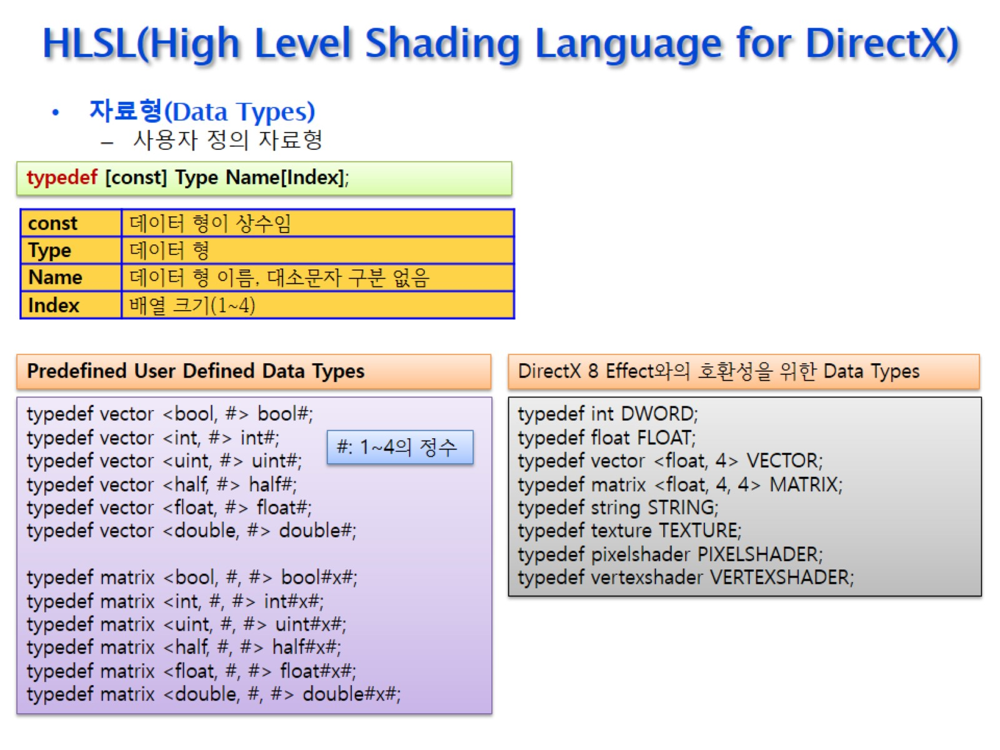 HLSL(High Level Shading Language for DirectX)
• 자료형(Data Types)
– 사용자 정의 자료형
typedef [const] Type Name[Index];
const 데이터 형이 상수임
Type 데이터 형
Name 데이터 형 이름, 대소문자 구분 없음
Index 배열 크기(1~4)
Predefined User Defined Data Types
typedef vector <bool, #> bool#;
typedef vector <int, #> int#;
typedef vector <uint, #> uint#;
typedef vector <half, #> half#;
typedef vector <float, #> float#;
typedef vector <double, #> double#;
#: 1~4의 정수
typedef matrix <bool, #, #> bool#x#;
typedef matrix <int, #, #> int#x#;
typedef matrix <uint, #, #> uint#x#;
typedef matrix <half, #, #> half#x#;
typedef matrix <float, #, #> float#x#;
typedef matrix <double, #, #> double#x#;
DirectX 8 Effect와의 호환성을 위한 Data Types
typedef int DWORD;
typedef float FLOAT;
typedef vector <float, 4> VECTOR;
typedef matrix <float, 4, 4> MATRIX;
typedef string STRING;
typedef texture TEXTURE;
typedef pixelshader PIXELSHADER;
typedef vertexshader VERTEXSHADER;